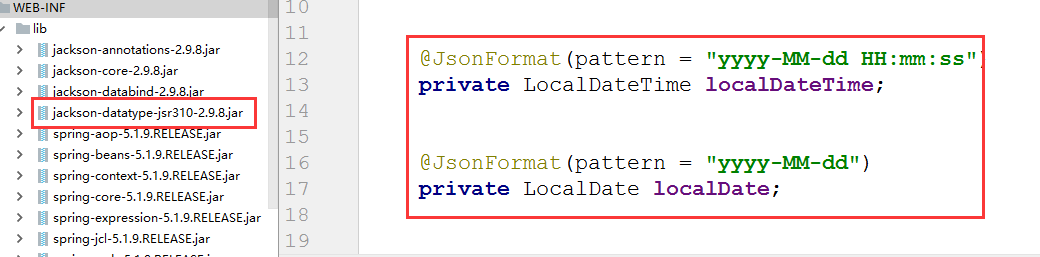 WEB-INF
lib
jackson-annotations-2.9.8.jar
jackson-core-2.9.8.jar
jackson-databind-2.9.8.jar
jackson-datatype-jsr310-2.9.8.jar
spring-aop-5.1.9.RELEASE.jar
spring-beans-5.1.9.RELEASE.jar
spring-context-5.1.9.RELEASE.jar
spring-core-5.1.9.RELEASE.jar
spring-expression-5.1.9.RELEASE.jar
spring-jcl-5.1.9.RELEASE.jar
10
11
12 @JsonFormat(pattern = "yyyy-MM-dd HH:mm:ss")
13 private LocalDateTime localDateTime;
14
15
16 @JsonFormat(pattern = "yyyy-MM-dd")
17 private LocalDate localDate;
18
19